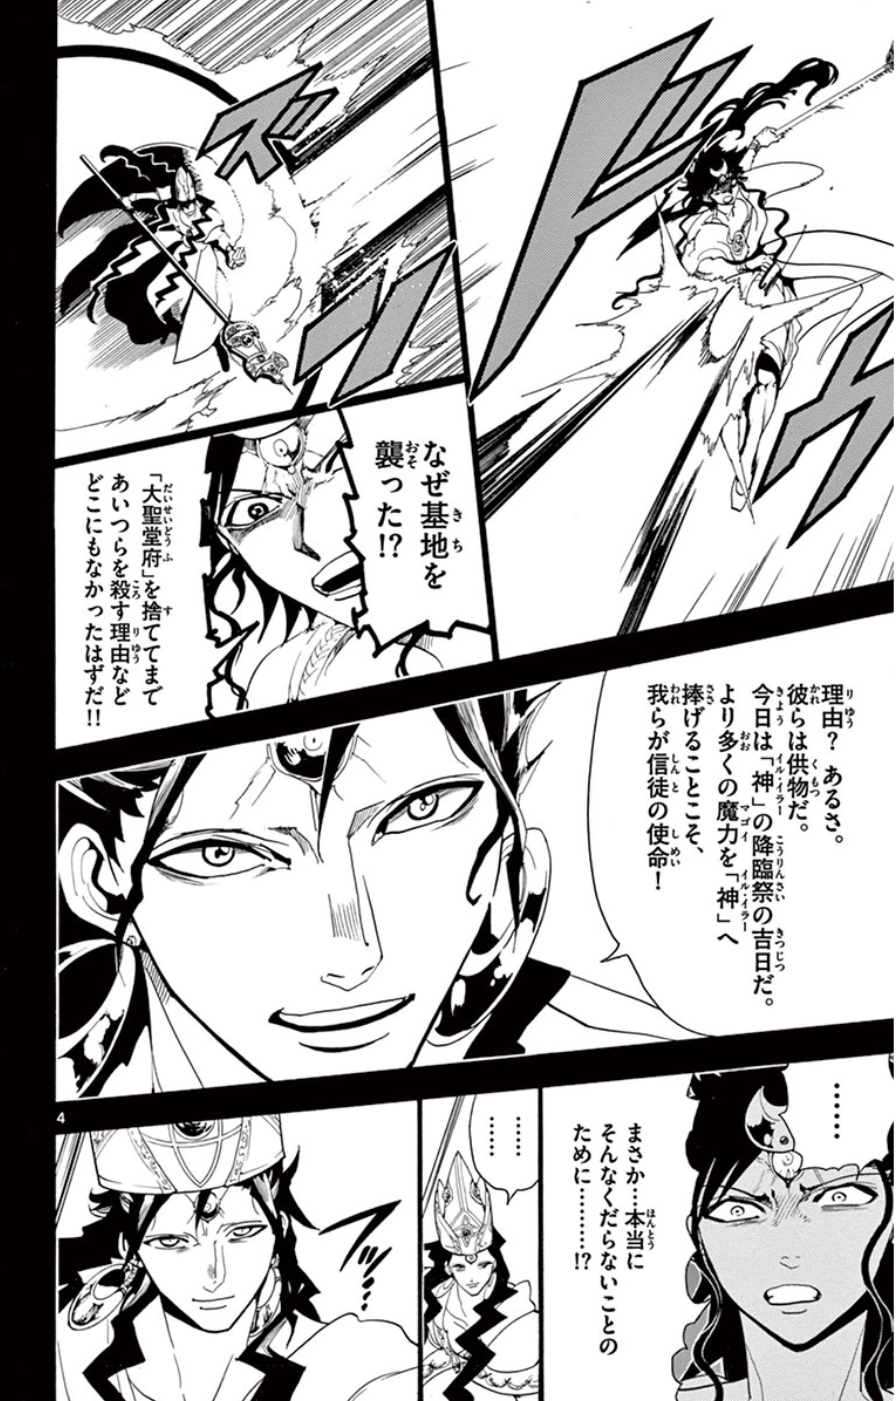 ドッ
ズズッ
なぜ基地を
襲った!?
「大聖堂府」を捨ててまで
あいつらを殺す理由など
どこにもなかったはずだ!!
理由? あるさ。
彼らは供物だ。
今日は「神」の降臨祭の吉日だ。
より多くの魔力を「神」へ
捧げることこそ、
我らが信徒の使命!
……
まさか…本当に
そんなくだらないことの
ために………!?
……
……
フッ…
4